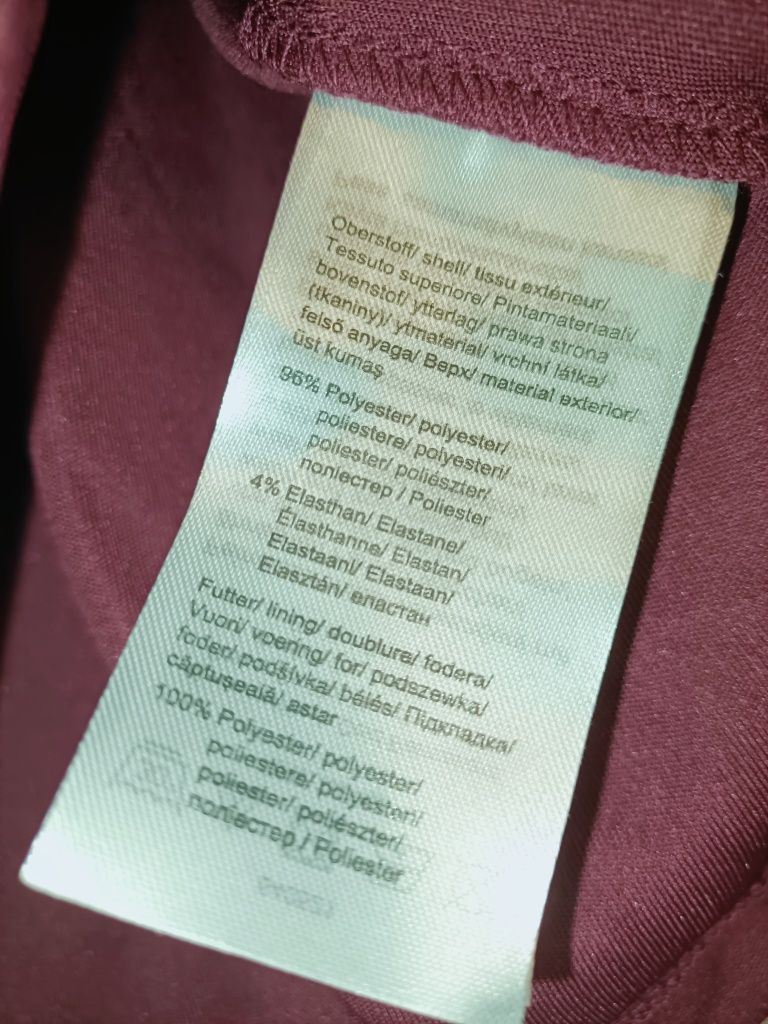 Oberstoff/ shell/ tissu extérieur/
Tessuto superiore/ Pintamateriaali/
bovenstof/ ytterlag/ prawa strona
(tkaniny)/ ytmaterial/ vrchní látka/
felső anyaga/ Верх/ material exterior/
üst kumaş
96% Polyester/ polyester/
poliestere/ polyesteri/
poliester/ poliészter/
поліестер / Poliester
4% Elasthan/ Elastane/
Élasthanne/ Elastan/
Elastaani/ Elastaan/
Elasztán/ еластан
Futter/ lining/ doublure/ fodera/
Vuori/ voering/ for/ podszewka/
foder/ podšívka/ bélés/ Підкладка/
căptuşeală/ astar
100% Polyester/ polyester/
poliestere/ polyesteri/
poliester/ poliészter/
поліестер / Poliester